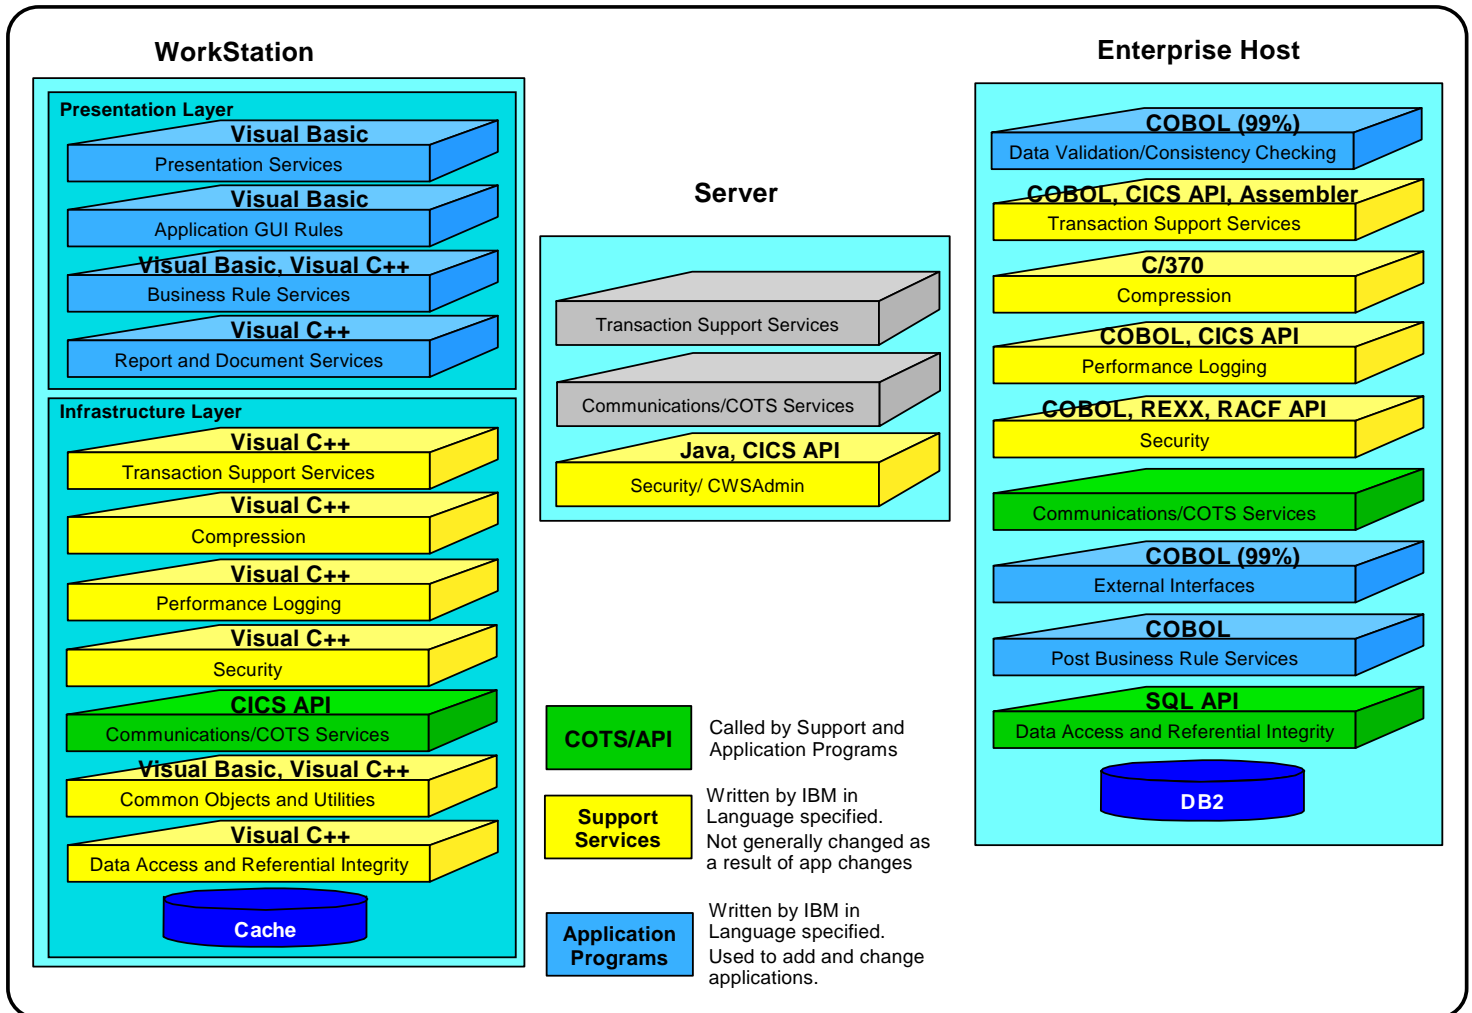 WorkStation
Presentation Layer
Visual Basic
Presentation Services
Visual Basic
Application GUI Rules
Visual Basic, Visual C++
Business Rule Services
Visual C++
Report and Document Services
Infrastructure Layer
Visual C++
Transaction Support Services
Visual C++
Compression
Visual C++
Performance Logging
Visual C++
Security
CICS API
Communications/COTS Services
Visual Basic, Visual C++
Common Objects and Utilities
Visual C++
Data Access and Referential Integrity
Cache
Server
Transaction Support Services
Communications/COTS Services
Java, CICS API
Security/ CWSAdmin
COTS/API
Called by Support and
Application Programs
Support
Services
Written by IBM in
Language specified.
Not generally changed as
a result of app changes
Application
Programs
Written by IBM in
Language specified.
Used to add and change
applications.
Enterprise Host
COBOL (99%)
Data Validation/Consistency Checking
COBOL, CICS API, Assembler
Transaction Support Services
C/370
Compression
COBOL, CICS API
Performance Logging
COBOL, REXX, RACF API
Security
Communications/COTS Services
COBOL (99%)
External Interfaces
COBOL
Post Business Rule Services
SQL API
Data Access and Referential Integrity
DB2